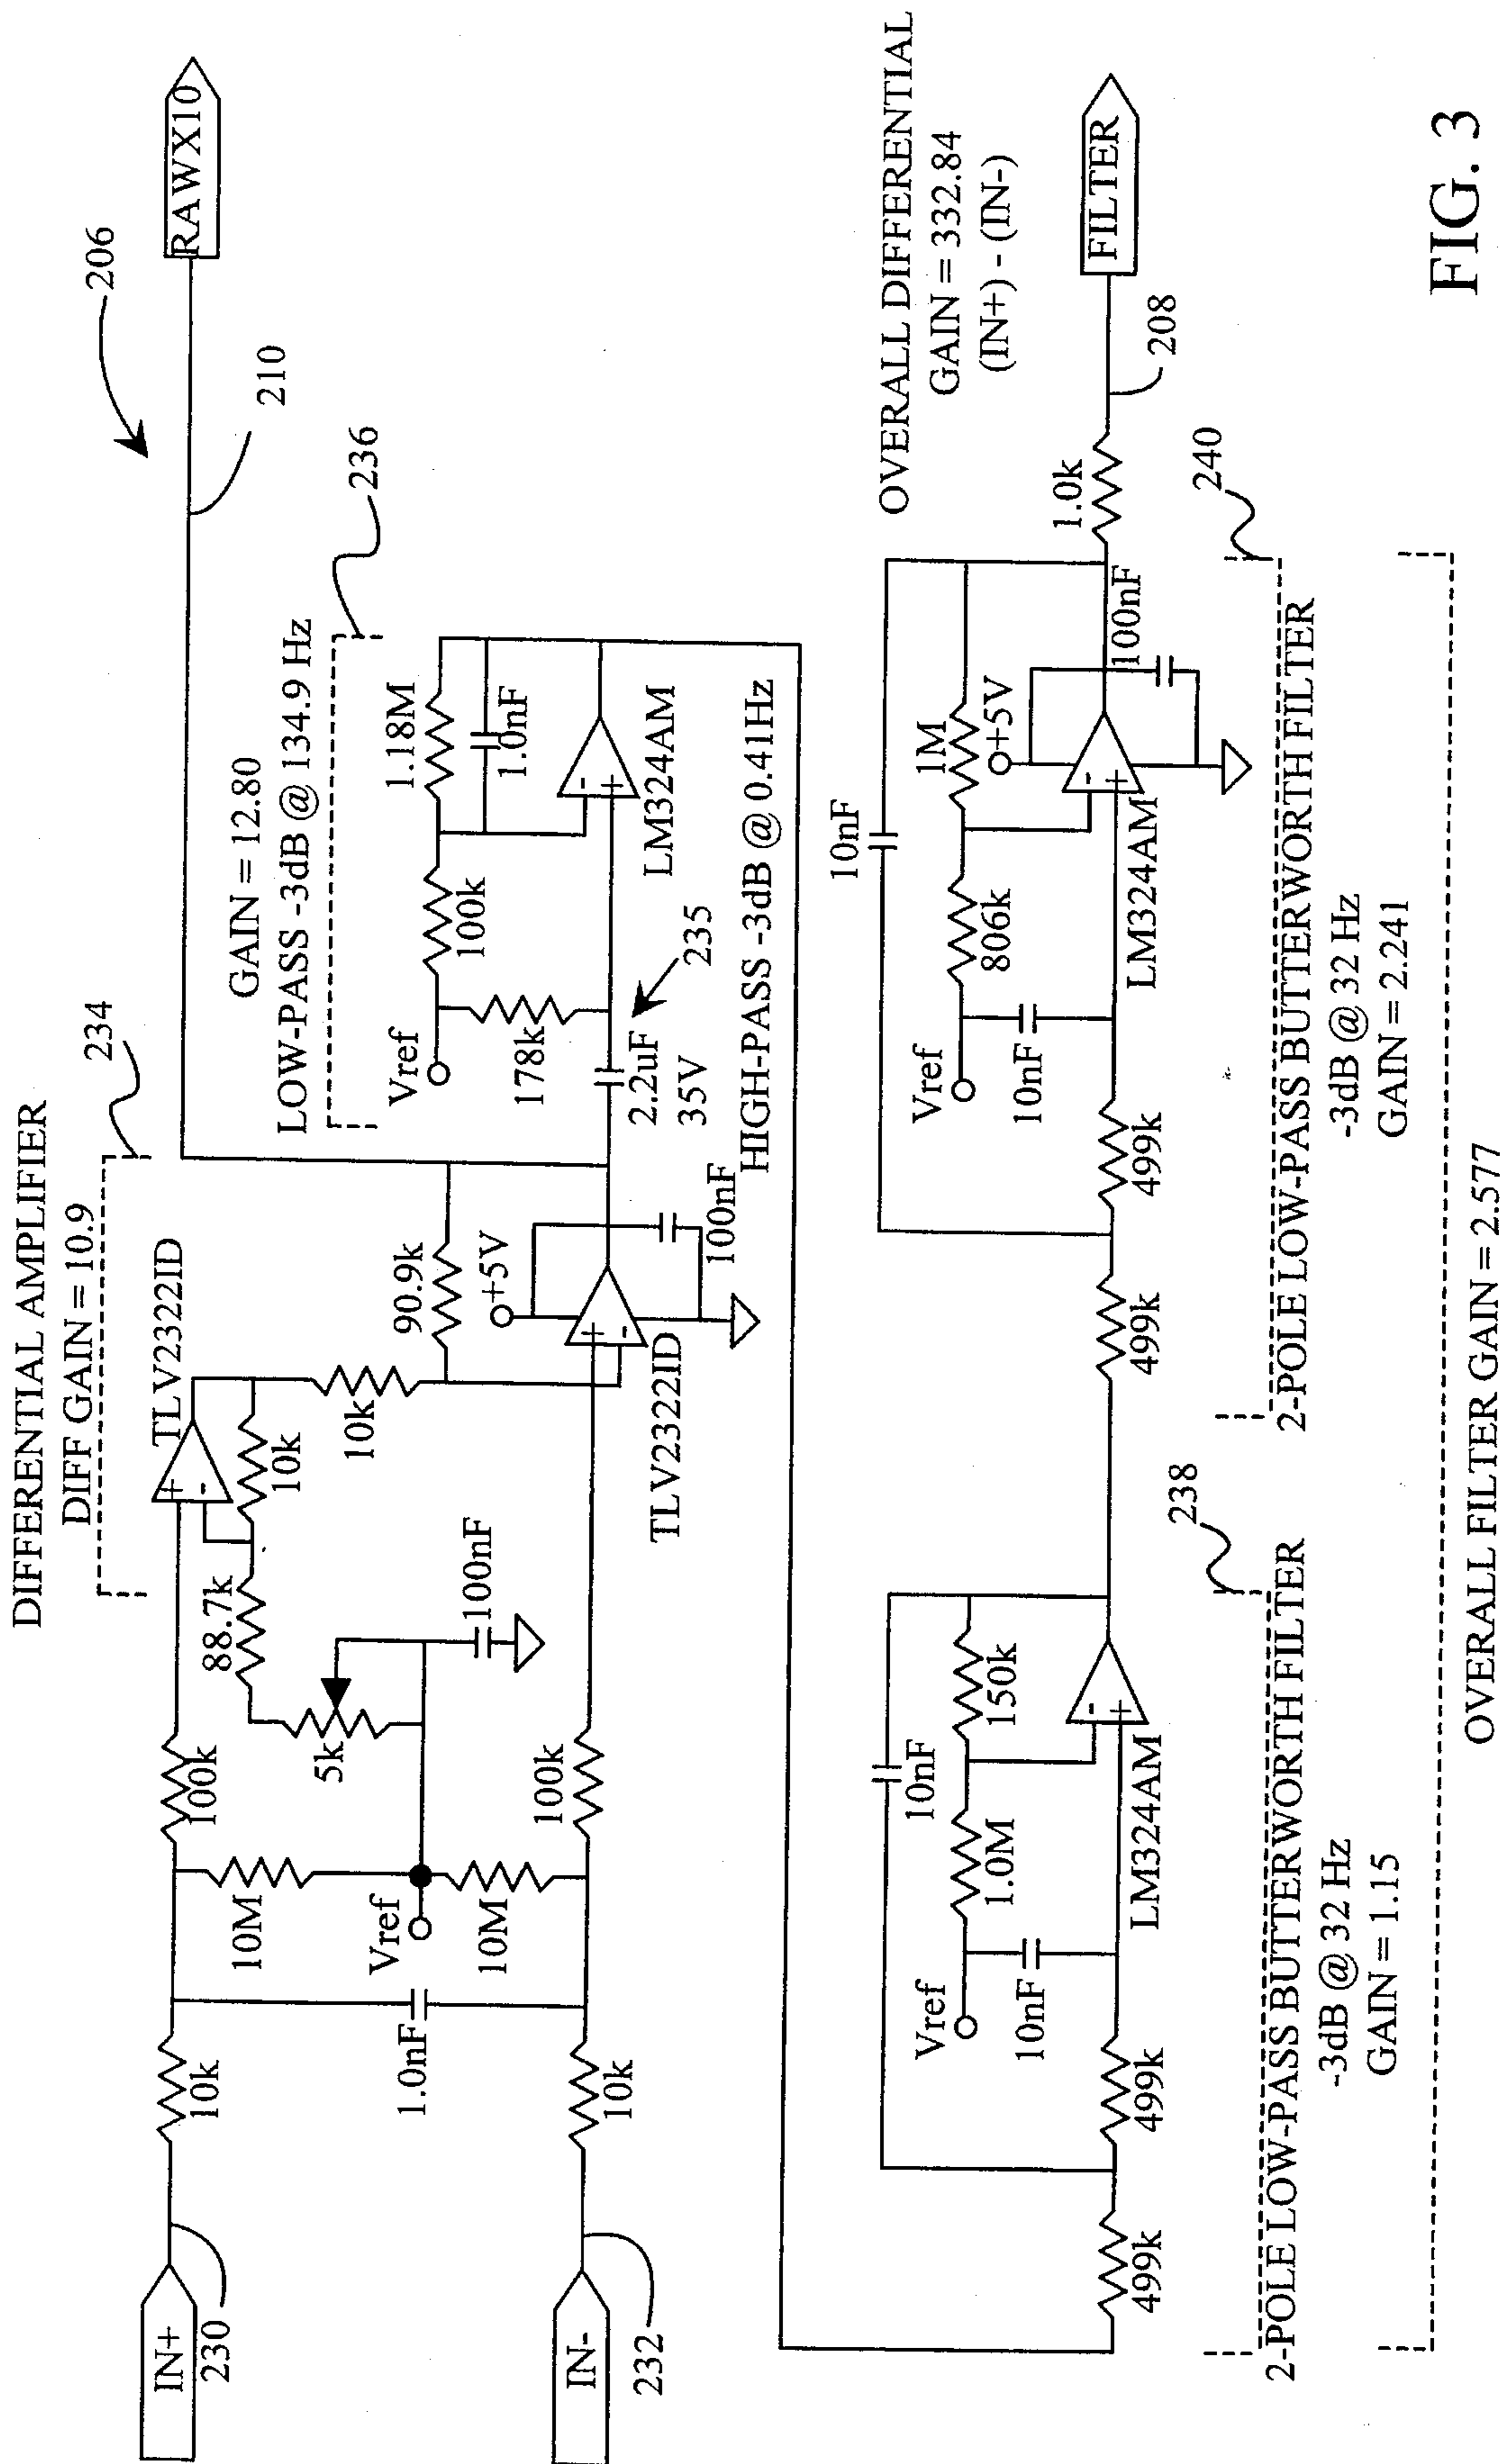 DIFFERENTIAL AMPLIFIER
DIFF GAIN = 10.9
234
206
RAWX10
210
IN+
230
10k
100k
TLV2322ID
88.7k
10k
10k
5k
100nF
10M
Vref
10M
1.0nF
IN-
232
10k
100k
TLV2322ID
+
-
90.9k
+5V
+
-
100nF
GAIN = 12.80
LOW-PASS -3dB @ 134.9 Hz
236
Vref
100k
1.18M
1.0nF
178k
-
+
LM324AM
2.2uF
35V
235
HIGH-PASS -3dB @ 0.41Hz
499k
499k
Vref
10nF
10nF
1.0M
150k
-
+
LM324AM
238
2-POLE LOW-PASS BUTTERWORTH FILTER
-3dB @ 32 Hz
GAIN = 1.15
499k
499k
Vref
10nF
10nF
806k
1M
+5V
-
+
LM324AM
100nF
1.0k
240
2-POLE LOW-PASS BUTTERWORTH FILTER
-3dB @ 32 Hz
GAIN = 2.241
OVERALL DIFFERENTIAL
GAIN = 332.84
(IN+) - (IN-)
FILTER
208
OVERALL FILTER GAIN = 2.577
FIG. 3